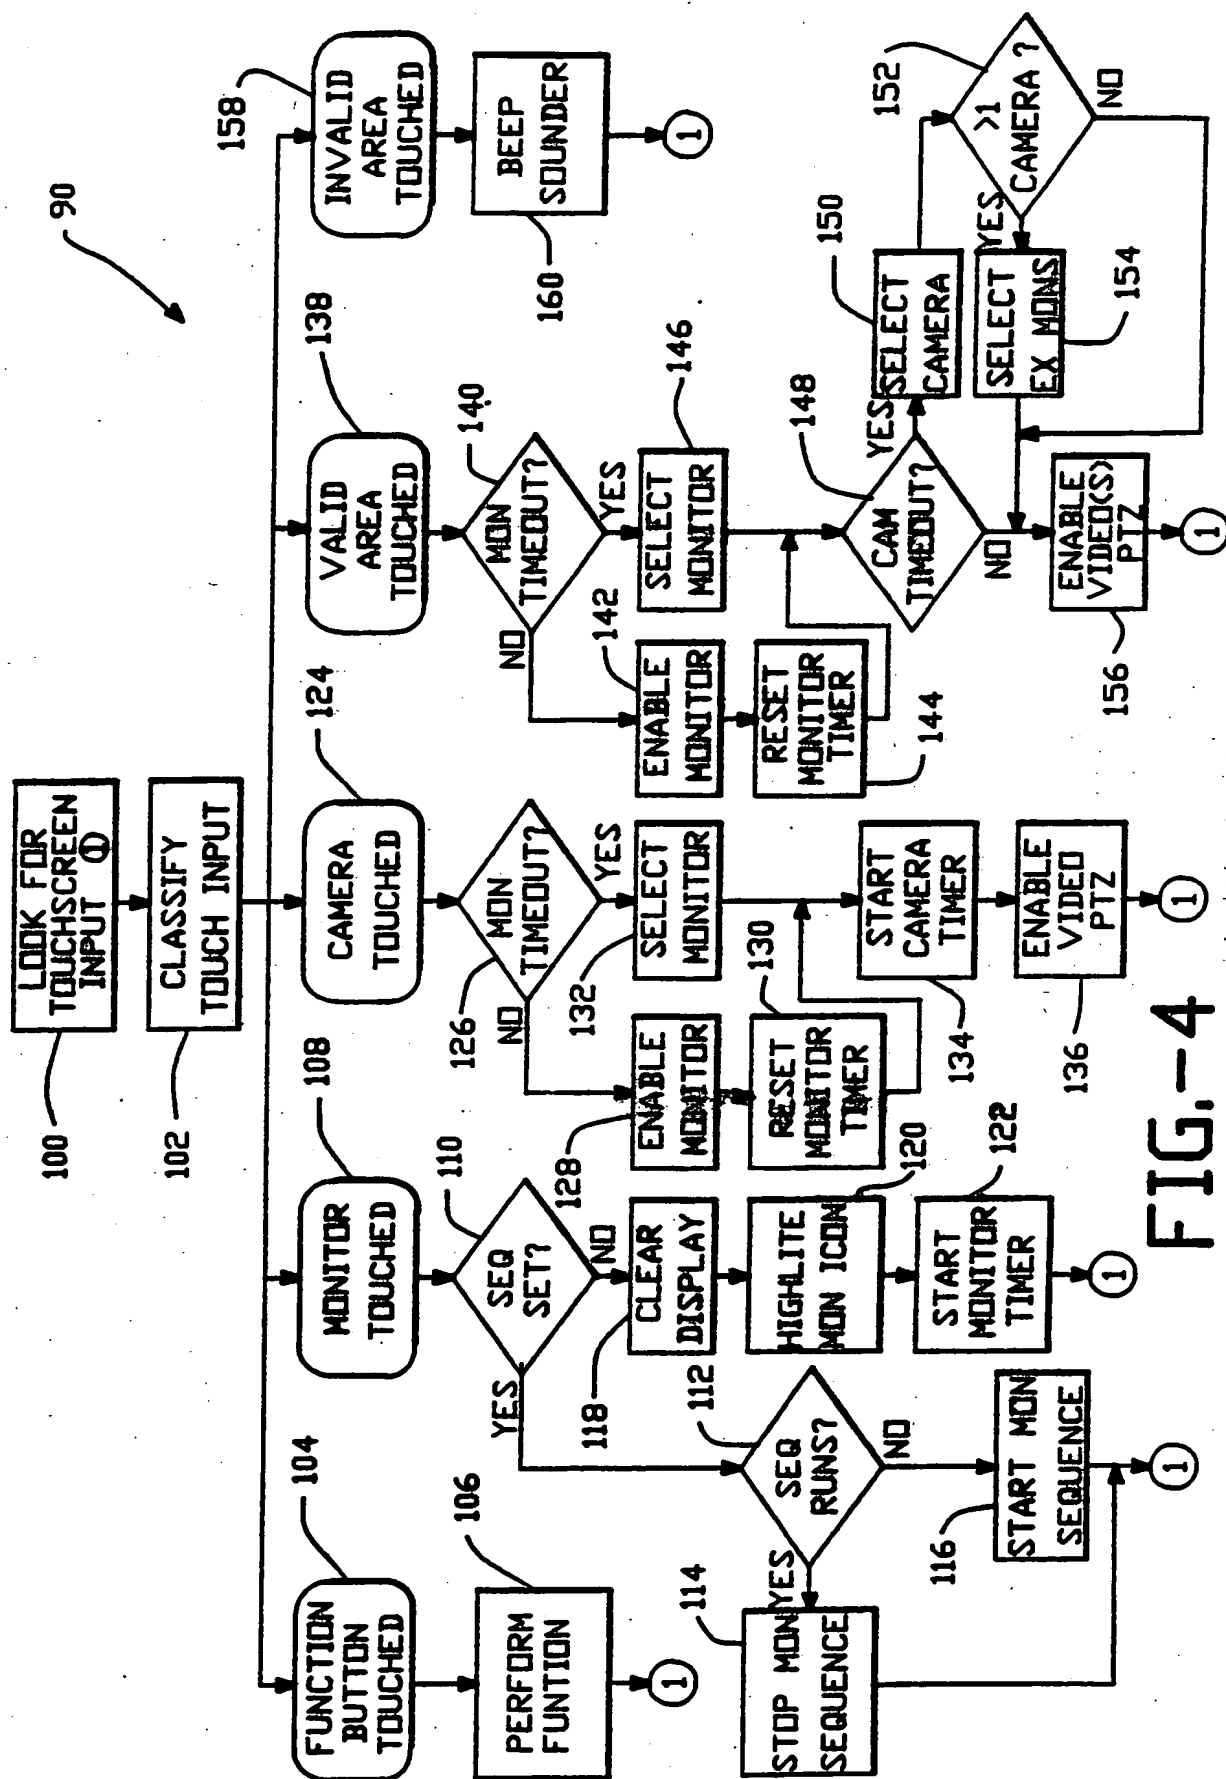 90
LOOK FOR
TOUCHSCREEN
INPUT ①
100
CLASSIFY
TOUCH INPUT
102
FUNCTION
BUTTON
TOUCHED
104
PERFORM
FUNTION
106
1
MONITOR
TOUCHED
108
SEQ
SET?
110
YES
NO
SEQ
RUNS?
112
YES
NO
STOP MON
SEQUENCE
114
START MON
SEQUENCE
116
1
CLEAR
DISPLAY
118
HIGHLITE
MON ICON
120
START
MONITOR
TIMER
122
1
CAMERA
TOUCHED
124
MON
TIMEOUT?
126
NO
YES
ENABLE
MONITOR
128
RESET
MONITOR
TIMER
130
SELECT
MONITOR
132
START
CAMERA
TIMER
134
ENABLE
VIDEO
PTZ
136
1
VALID
AREA
TOUCHED
138
MON
TIMEOUT?
140
NO
YES
ENABLE
MONITOR
142
RESET
MONITOR
TIMER
144
SELECT
MONITOR
146
CAM
TIMEOUT?
148
YES
NO
SELECT
CAMERA
150
>1
CAMERA?
152
YES
NO
SELECT
EX MONS
154
ENABLE
VIDEO(S)
PTZ
156
1
INVALID
AREA
TOUCHED
158
BEEP
SOUNDER
160
1
FIG.-4